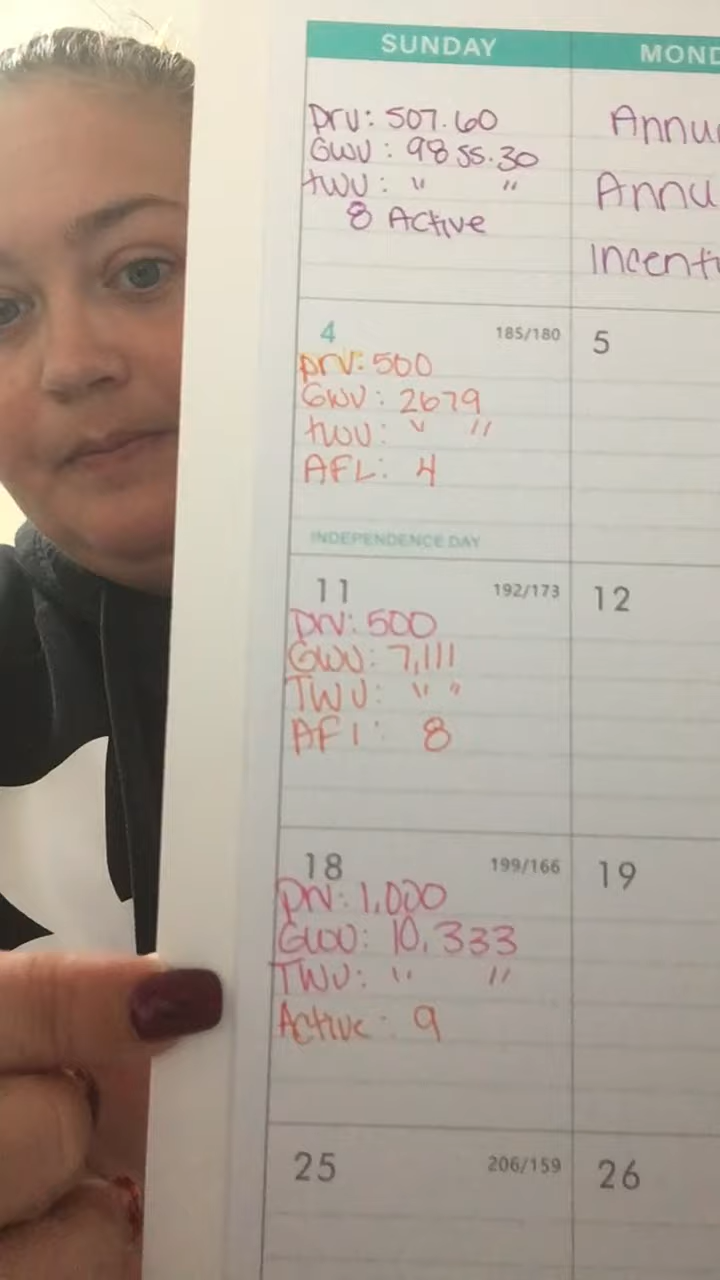 SUNDAY MOND
PrV: 507.60
GWV: 9855.30
tWV: " "
8 Active
Annu
Annu
Incenti
4 185/180 5
PrV: 500
GWV: 2679
tWV: " "
AFL: 4
INDEPENDENCE DAY
11 192/173 12
PrV: 500
GWV: 7,111
TWV: " "
AFl: 8
18 199/166 19
PrV: 1,000
GWV: 10,333
TWV: " "
Active: 9
25 206/159 26